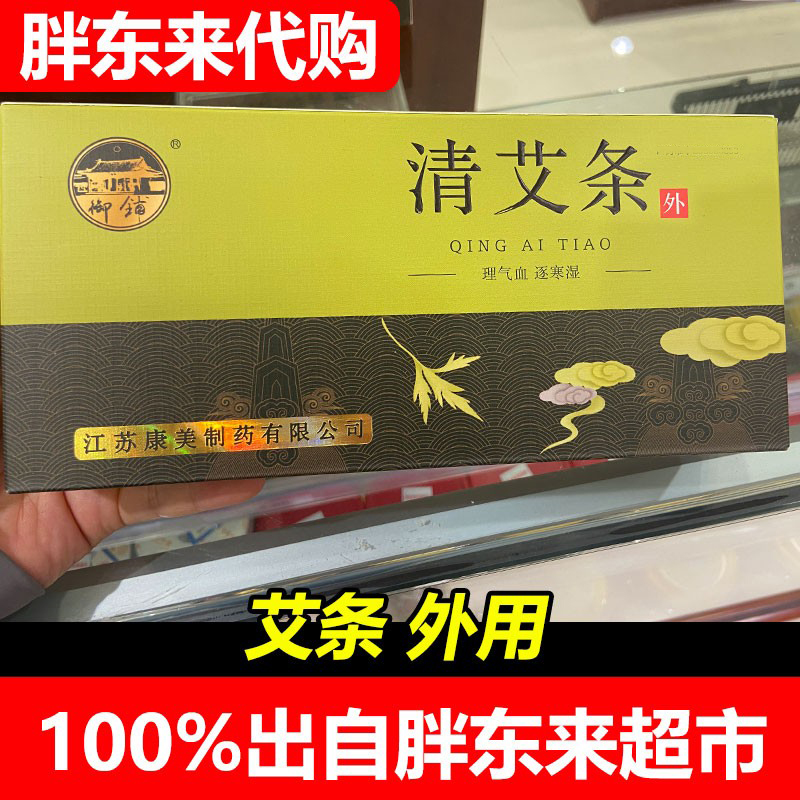 胖东来代购
御铺
®
清艾条
外
QING AI TIAO
理气血 逐寒湿
江苏康美制药有限公司
艾条 外用
100%出自胖东来超市